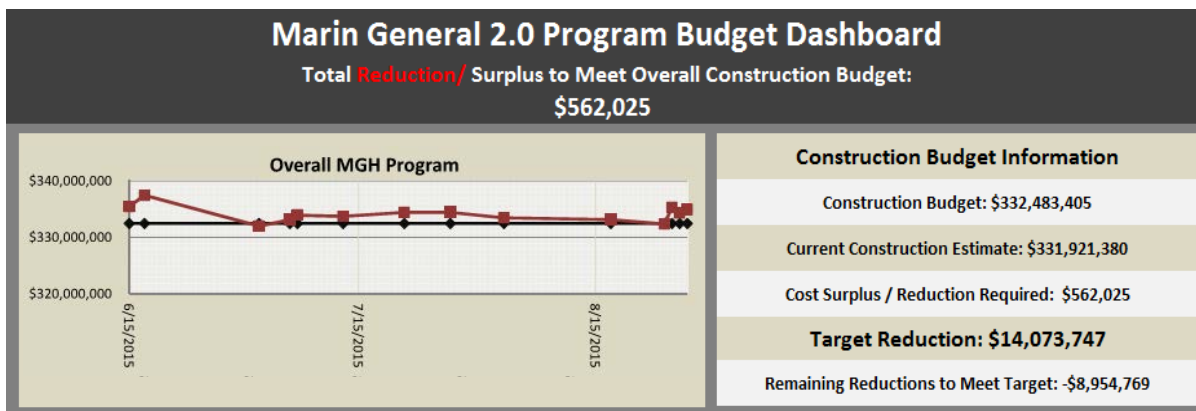 Marin General 2.0 Program Budget Dashboard
Total Reduction/ Surplus to Meet Overall Construction Budget:
$562,025
Overall MGH Program
$340,000,000
$330,000,000
$320,000,000
6/15/2015
7/15/2015
8/15/2015
Construction Budget Information
Construction Budget: $332,483,405
Current Construction Estimate: $331,921,380
Cost Surplus / Reduction Required: $562,025
Target Reduction: $14,073,747
Remaining Reductions to Meet Target: -$8,954,769